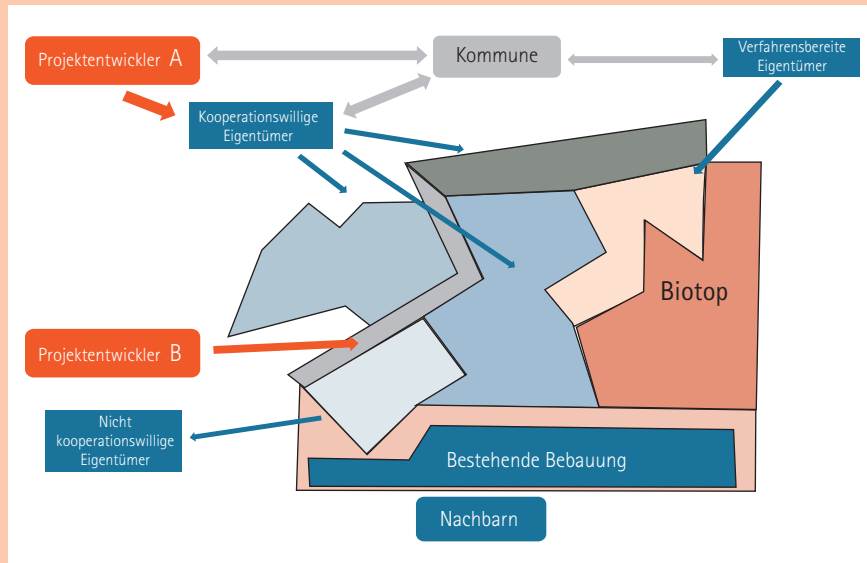 Projektentwickler A
Kommune
Verfahrensbereite
Eigentümer
Kooperationswillige
Eigentümer
Biotop
Projektentwickler B
Nicht
kooperationswillige
Eigentümer
Bestehende Bebauung
Nachbarn